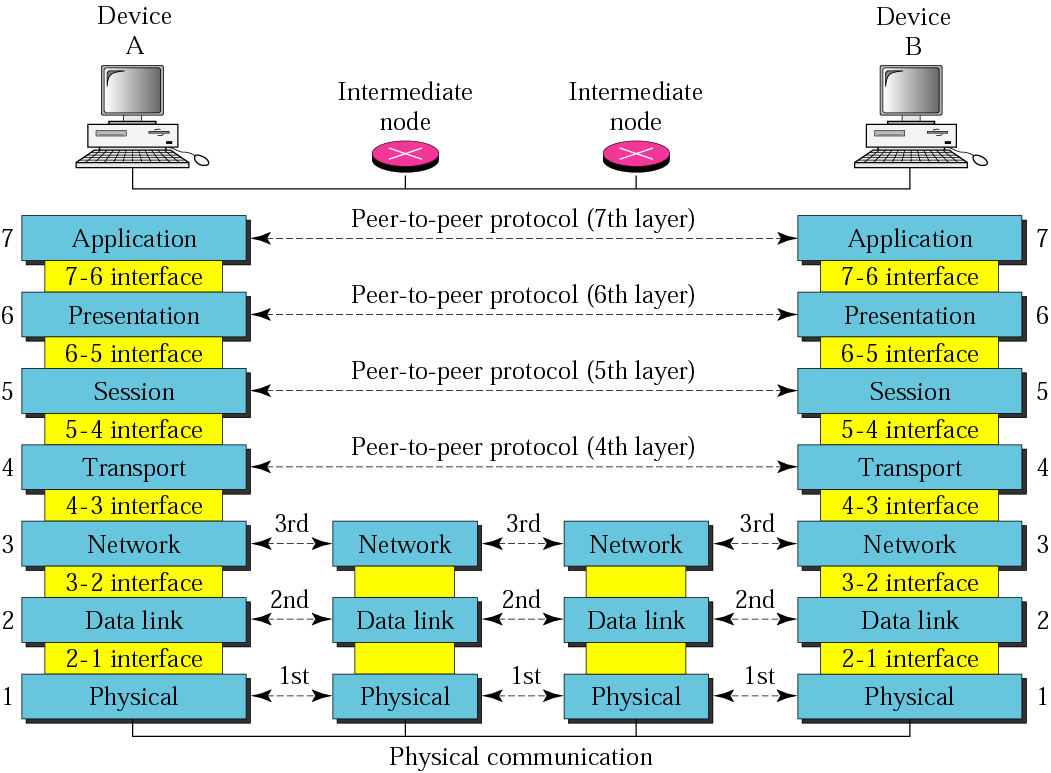 Device
A
Device
B
Intermediate
node
Intermediate
node
Peer-to-peer protocol (7th layer)
7 Application Application 7
7-6 interface 7-6 interface
Peer-to-peer protocol (6th layer)
6 Presentation Presentation 6
6-5 interface 6-5 interface
Peer-to-peer protocol (5th layer)
5 Session Session 5
5-4 interface 5-4 interface
Peer-to-peer protocol (4th layer)
4 Transport Transport 4
4-3 interface 4-3 interface
3rd 3rd 3rd
3 Network Network Network Network 3
3-2 interface 3-2 interface
2nd 2nd 2nd
2 Data link Data link Data link Data link 2
2-1 interface 2-1 interface
1st 1st 1st
1 Physical Physical Physical Physical 1
Physical communication